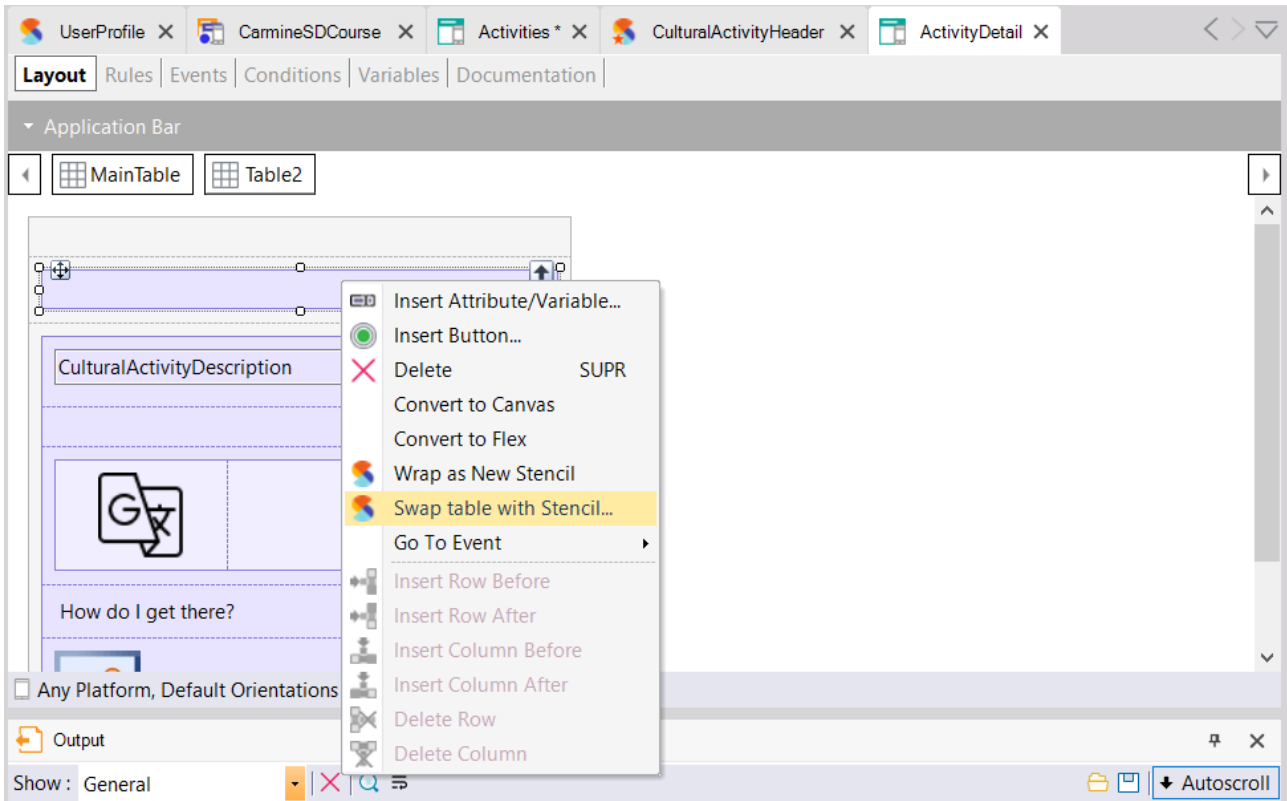 UserProfile CarmineSDCourse Activities * CulturalActivityHeader ActivityDetail
Layout Rules Events Conditions Variables Documentation
Application Bar
MainTable Table2
Insert Attribute/Variable...
Insert Button...
CulturalActivityDescription
Delete SUPR
Convert to Canvas
Convert to Flex
Wrap as New Stencil
Swap table with Stencil...
Go To Event
Insert Row Before
How do I get there?
Insert Row After
Insert Column Before
Any Platform, Default Orientations
Insert Column After
Delete Row
Output
Delete Column
Show : General Autoscroll